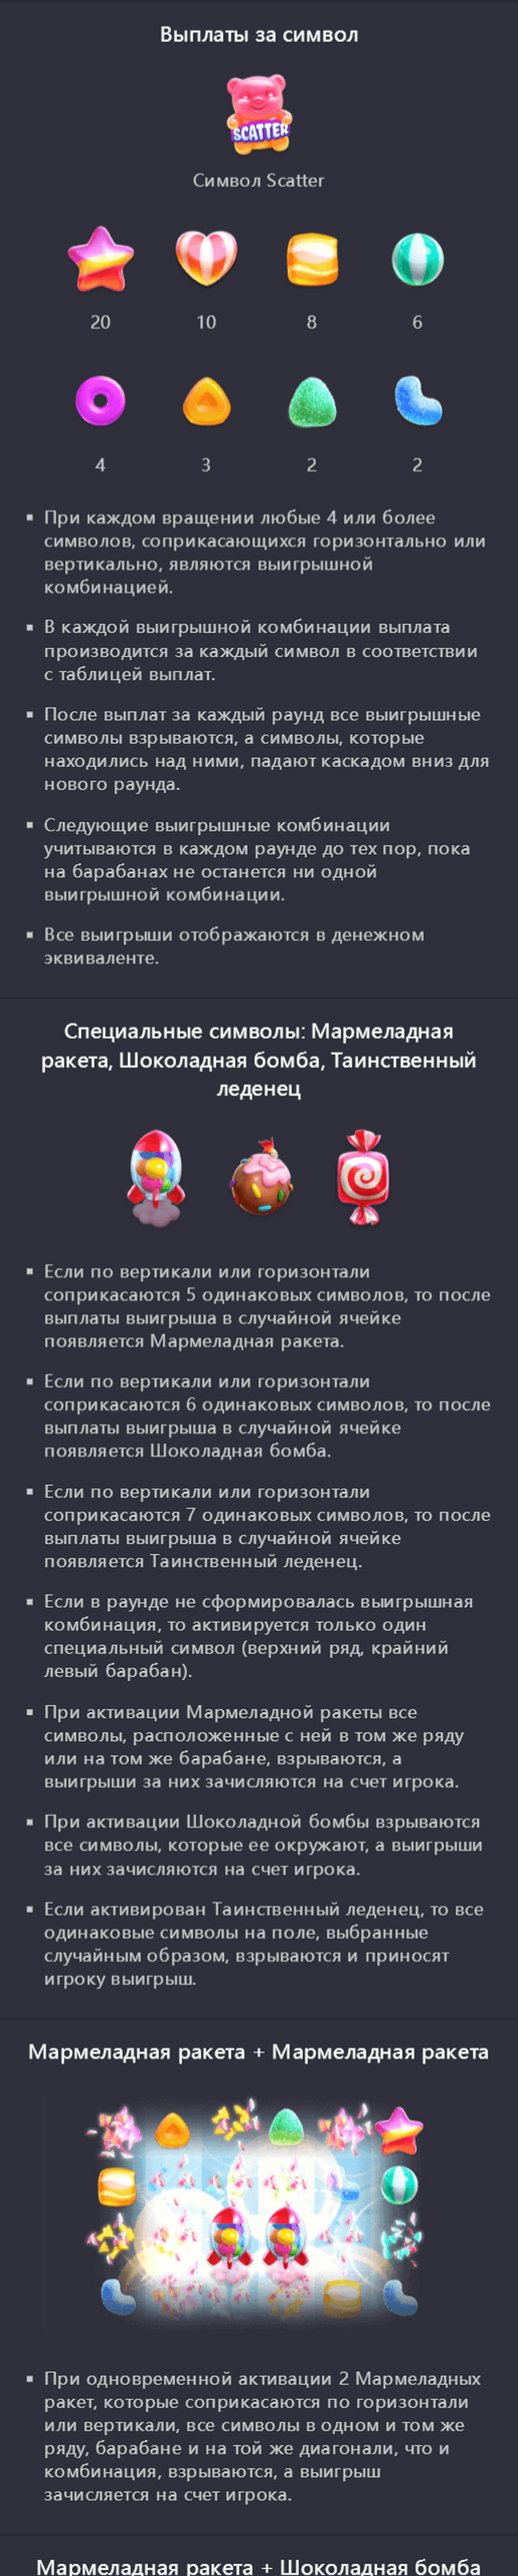 Выплаты за символ
SCATTER
Символ Scatter
20 10 8 6
4 3 2 2
▪ При каждом вращении любые 4 или более
символов, соприкасающихся горизонтально или
вертикально, являются выигрышной
комбинацией.
▪ В каждой выигрышной комбинации выплата
производится за каждый символ в соответствии
с таблицей выплат.
▪ После выплат за каждый раунд все выигрышные
символы взрываются, а символы, которые
находились над ними, падают каскадом вниз для
нового раунда.
▪ Следующие выигрышные комбинации
учитываются в каждом раунде до тех пор, пока
на барабанах не останется ни одной
выигрышной комбинации.
▪ Все выигрыши отображаются в денежном
эквиваленте.
Специальные символы: Мармеладная
ракета, Шоколадная бомба, Таинственный
леденец
▪ Если по вертикали или горизонтали
соприкасаются 5 одинаковых символов, то после
выплаты выигрыша в случайной ячейке
появляется Мармеладная ракета.
▪ Если по вертикали или горизонтали
соприкасаются 6 одинаковых символов, то после
выплаты выигрыша в случайной ячейке
появляется Шоколадная бомба.
▪ Если по вертикали или горизонтали
соприкасаются 7 одинаковых символов, то после
выплаты выигрыша в случайной ячейке
появляется Таинственный леденец.
▪ Если в раунде не сформировалась выигрышная
комбинация, то активируется только один
специальный символ (верхний ряд, крайний
левый барабан).
▪ При активации Мармеладной ракеты все
символы, расположенные с ней в том же ряду
или на том же барабане, взрываются, а
выигрыши за них зачисляются на счет игрока.
▪ При активации Шоколадной бомбы взрываются
все символы, которые ее окружают, а выигрыши
за них зачисляются на счет игрока.
▪ Если активирован Таинственный леденец, то все
одинаковые символы на поле, выбранные
случайным образом, взрываются и приносят
игроку выигрыш.
Мармеладная ракета + Мармеладная ракета
▪ При одновременной активации 2 Мармеладных
ракет, которые соприкасаются по горизонтали
или вертикали, все символы в одном и том же
ряду, барабане и на той же диагонали, что и
комбинация, взрываются, а выигрыш
зачисляется на счет игрока.
Мармеладная ракета + Шоколадная бомба